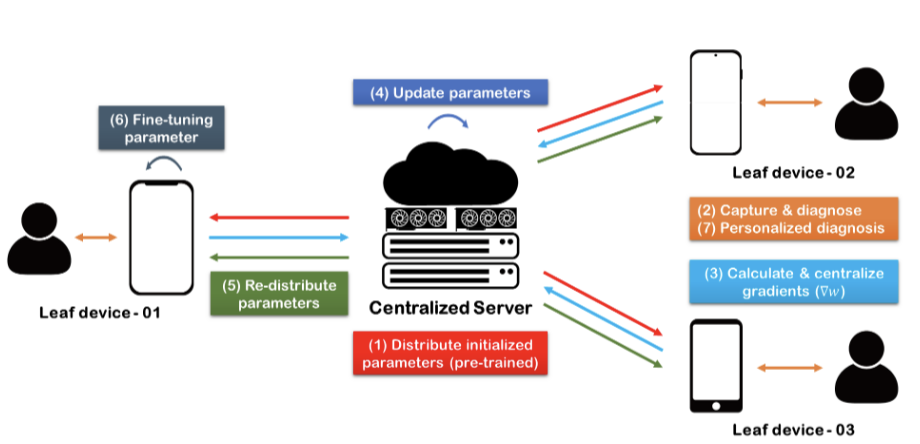 (4) Update parameters
(6) Fine-tuning
parameter
Leaf device - 02
(2) Capture & diagnose
(7) Personalized diagnosis
(5) Re-distribute
parameters
(3) Calculate & centralize
gradients (∇w)
Leaf device - 01
Centralized Server
(1) Distribute initialized
parameters (pre-trained)
Leaf device - 03